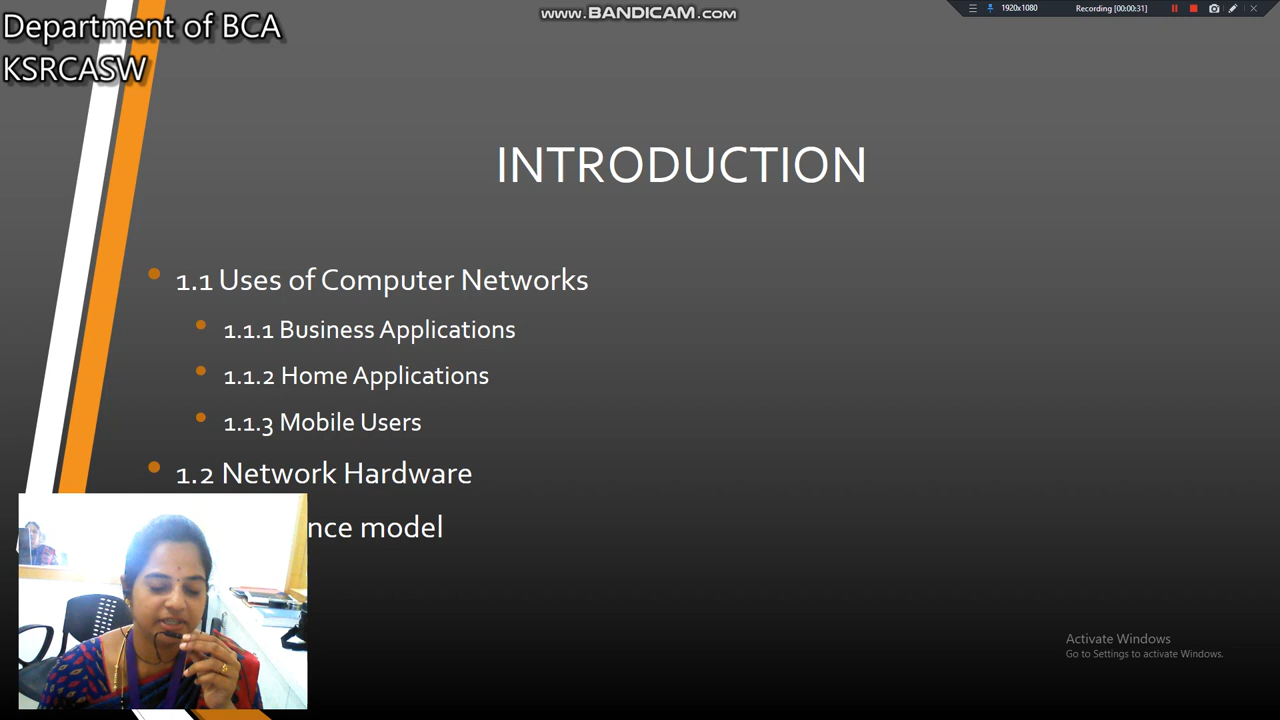 Department of BCA
KSRCASW
www.BANDICAM.com
1920x1080
Recording [00:00:31]
INTRODUCTION
1.1 Uses of Computer Networks
1.1.1 Business Applications
1.1.2 Home Applications
1.1.3 Mobile Users
1.2 Network Hardware
nce model
Activate Windows
Go to Settings to activate Windows.